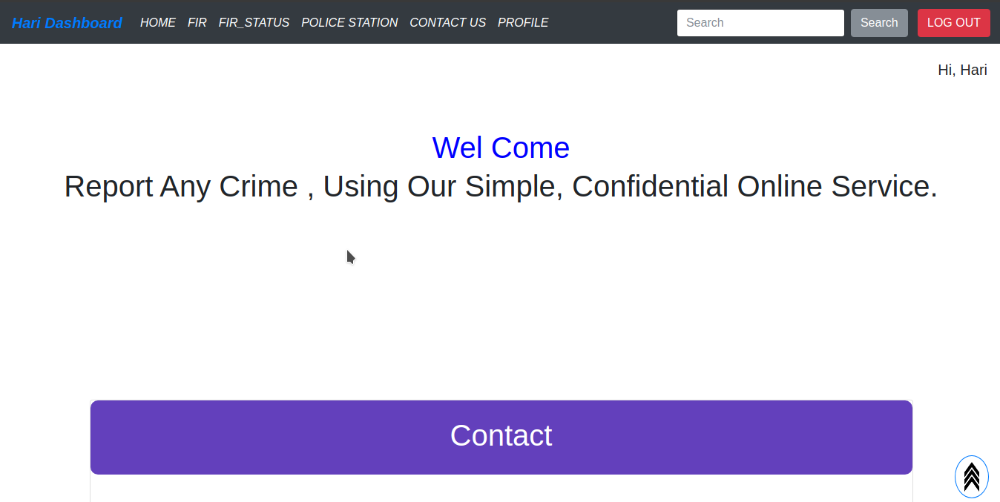 Hari Dashboard HOME FIR FIR_STATUS POLICE STATION CONTACT US PROFILE Search Search LOG OUT
Hi, Hari
Wel Come
Report Any Crime , Using Our Simple, Confidential Online Service.
Contact